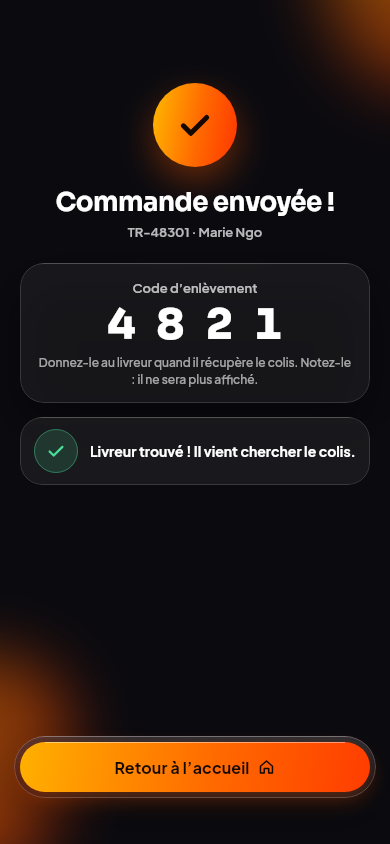 Commande envoyée !
TR-48301 · Marie Ngo
Code d’enlèvement
4 8 2 1
Donnez-le au livreur quand il récupère le colis. Notez-le
: il ne sera plus affiché.
Livreur trouvé ! Il vient chercher le colis.
Retour à l’accueil